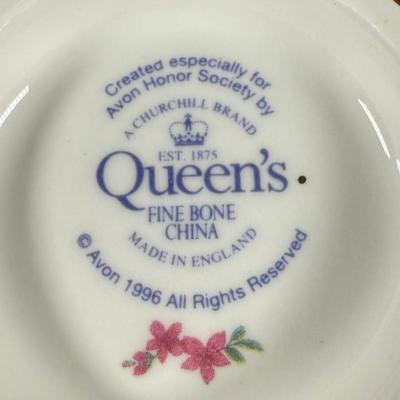 Created especially for
Avon Honor Society by
A CHURCHILL BRAND
EST. 1875
Queen's
FINE BONE
CHINA
MADE IN ENGLAND
© Avon 1996 All Rights Reserved